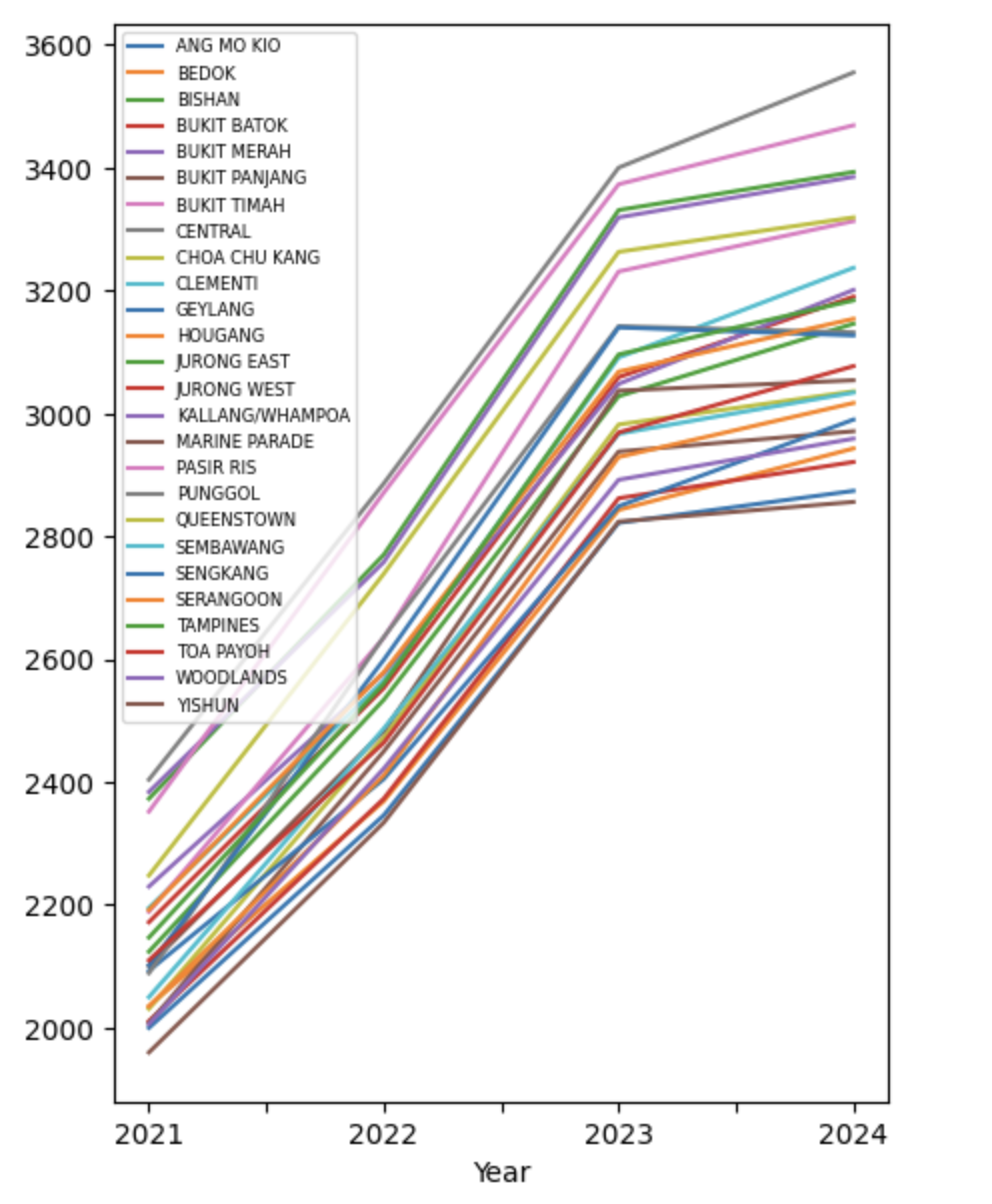 3600
3400
3200
3000
2800
2600
2400
2200
2000
ANG MO KIO
BEDOK
BISHAN
BUKIT BATOK
BUKIT MERAH
BUKIT PANJANG
BUKIT TIMAH
CENTRAL
CHOA CHU KANG
CLEMENTI
GEYLANG
HOUGANG
JURONG EAST
JURONG WEST
KALLANG/WHAMPOA
MARINE PARADE
PASIR RIS
PUNGGOL
QUEENSTOWN
SEMBAWANG
SENGKANG
SERANGOON
TAMPINES
TOA PAYOH
WOODLANDS
YISHUN
2021 2022 2023 2024
Year